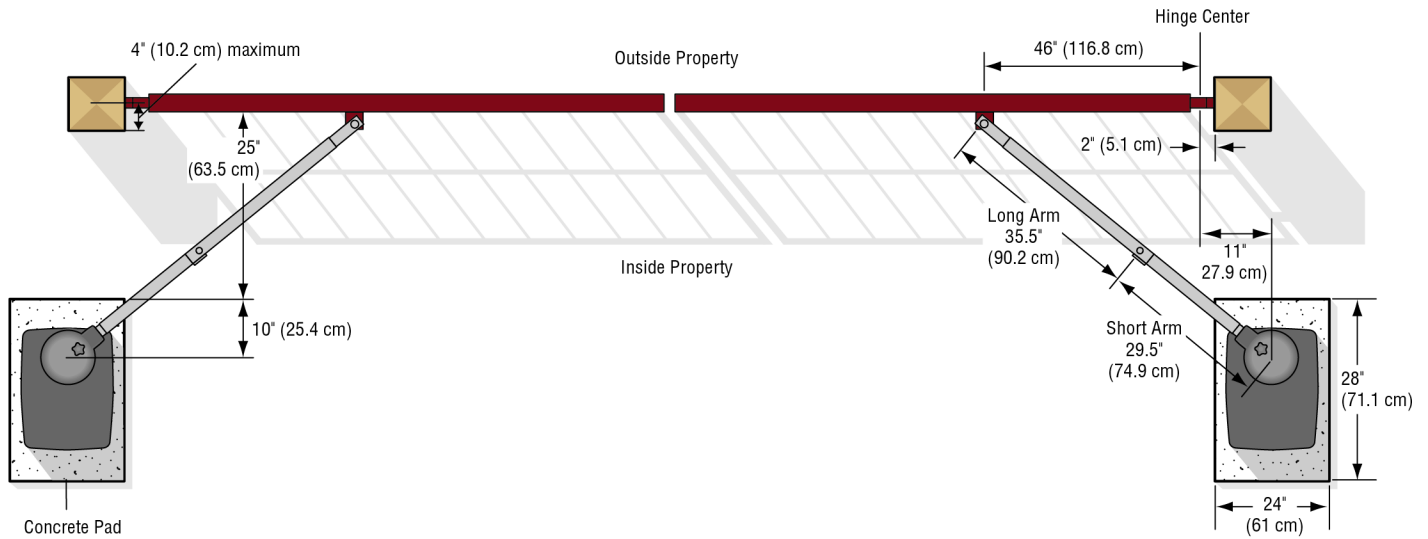 Hinge Center
4" (10.2 cm) maximum
Outside Property
46" (116.8 cm)
25"
(63.5 cm)
2" (5.1 cm)
Long Arm
35.5"
(90.2 cm)
11"
27.9 cm)
Inside Property
10" (25.4 cm)
Short Arm
29.5"
(74.9 cm)
28"
(71.1 cm)
24"
(61 cm)
Concrete Pad